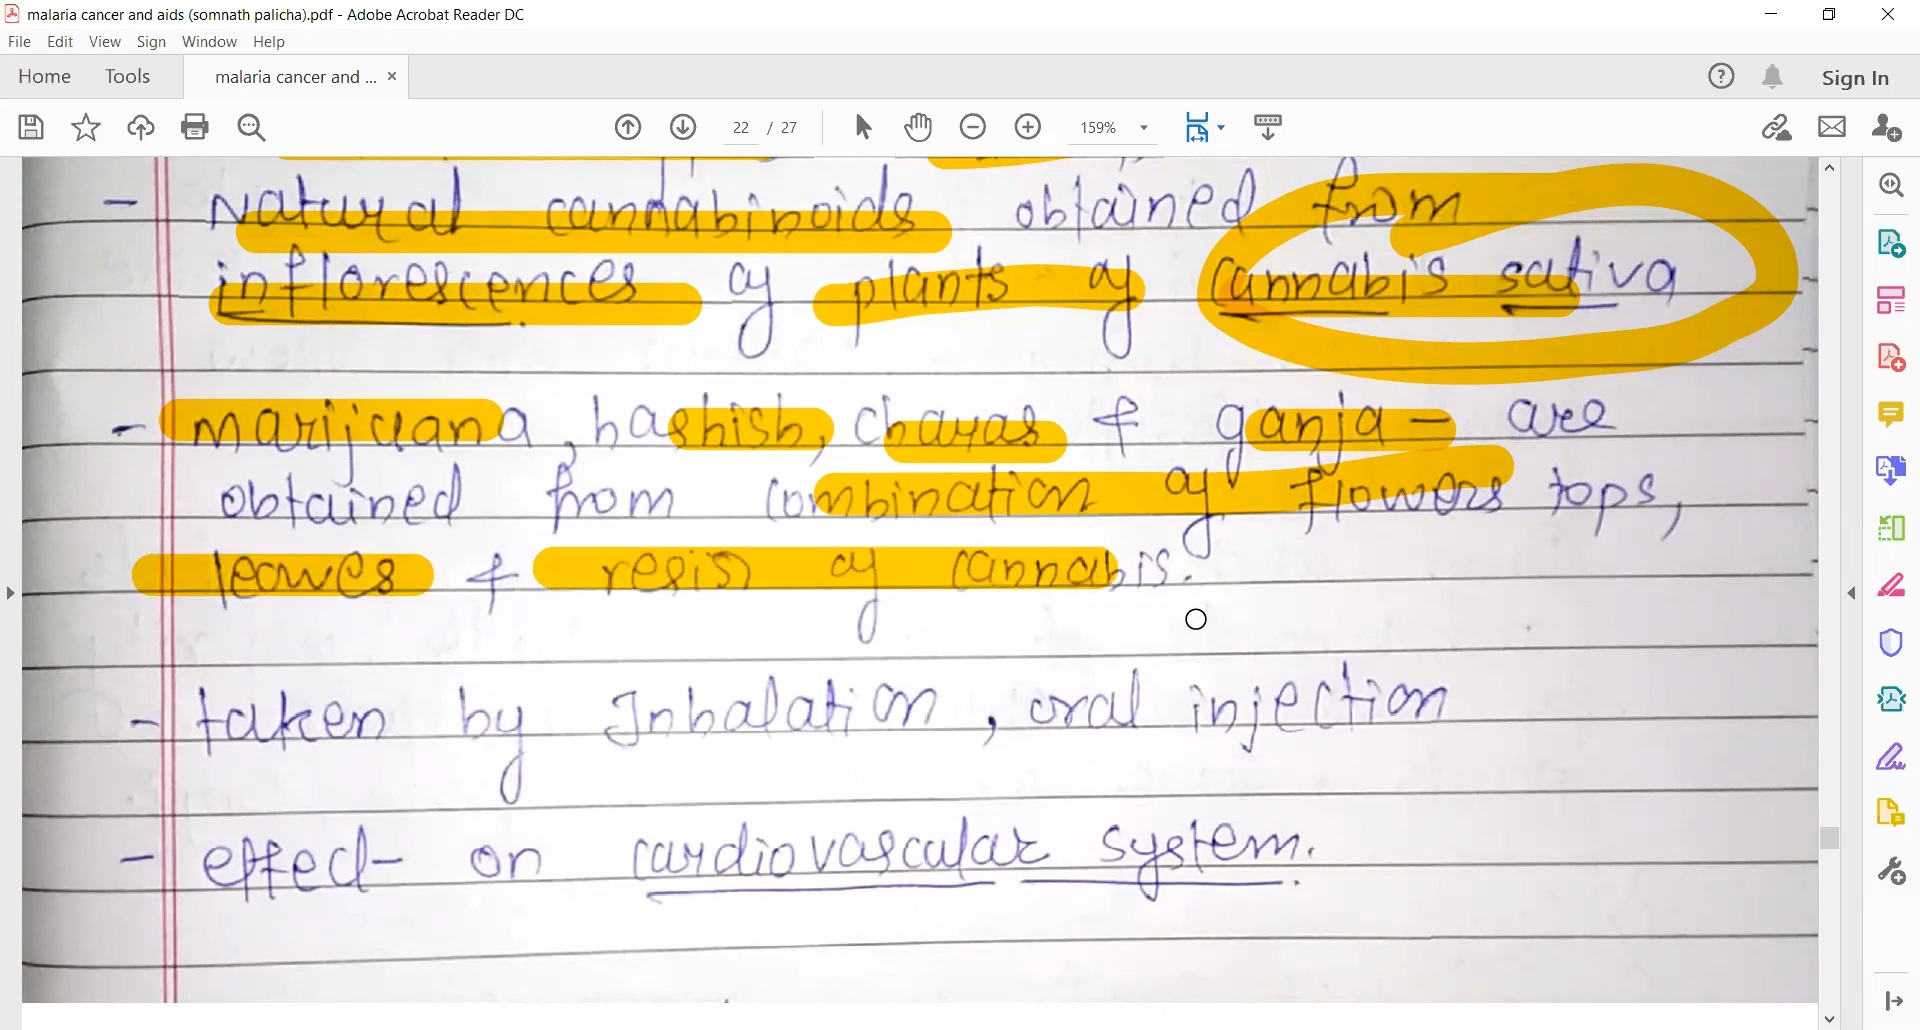 malaria cancer and aids (somnath palicha).pdf - Adobe Acrobat Reader DC
File Edit View Sign Window Help
Home Tools malaria cancer and ... × Sign In
22 / 27 159%
- Natural cannabinoids obtained from
inflorescences of plants of Cannabis sativa
- marijuana, hashish, charas & ganja - are
obtained from combination of flowers tops,
leaves & resin of cannabis.
- taken by Inhalation, oral injection
- effect - on cardiovascular system.